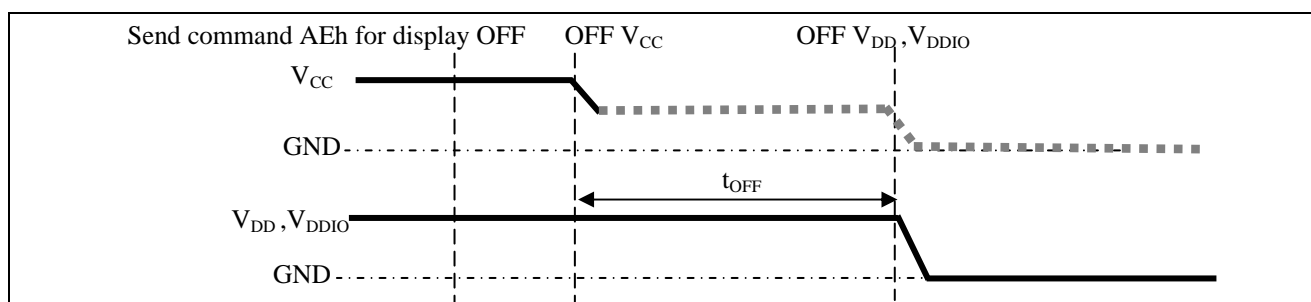 Send command AEh for display OFF OFF VCC OFF VDD ,VDDIO
VCC
GND
tOFF
VDD ,VDDIO
GND